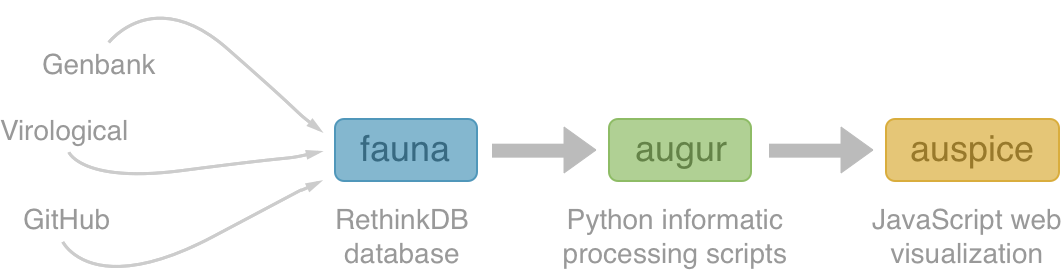 Genbank
Virological
GitHub
fauna
RethinkDB
database
augur
Python informatic
processing scripts
auspice
JavaScript web
visualization